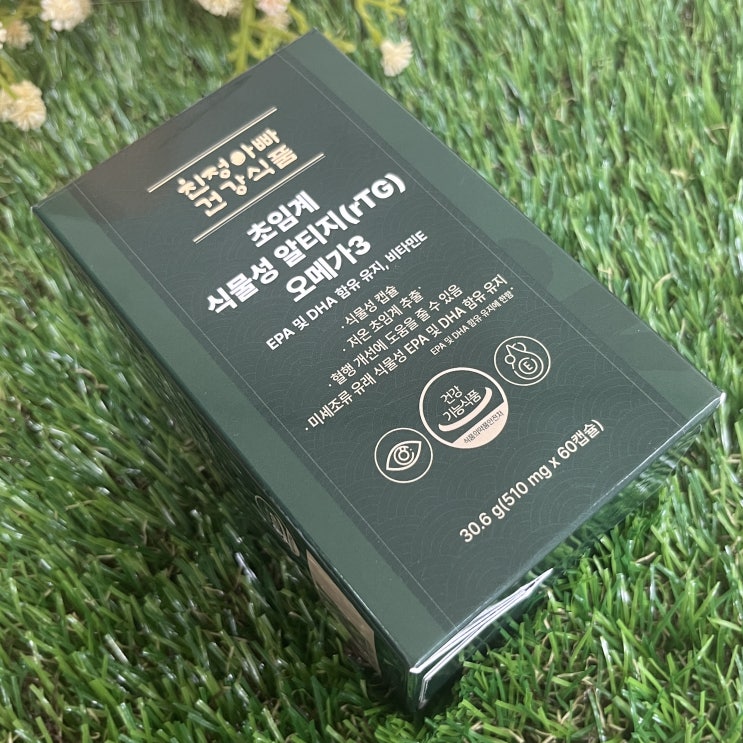 친정아빠
건강식품
초임계
식물성 알티지(rTG)
오메가3
EPA 및 DHA 함유 유지, 비타민E
· 식물성 캡슐
· 저온 초임계 추출 ·
· 혈행 개선에 도움을 줄 수 있음
· 미세조류 유래 식물성 EPA 및 DHA 함유 유지
EPA 및 DHA 함유 유지에 한함 ·
건강
기능식품
식품의약품안전처
E
30.6 g(510 mg x 60캡슐)